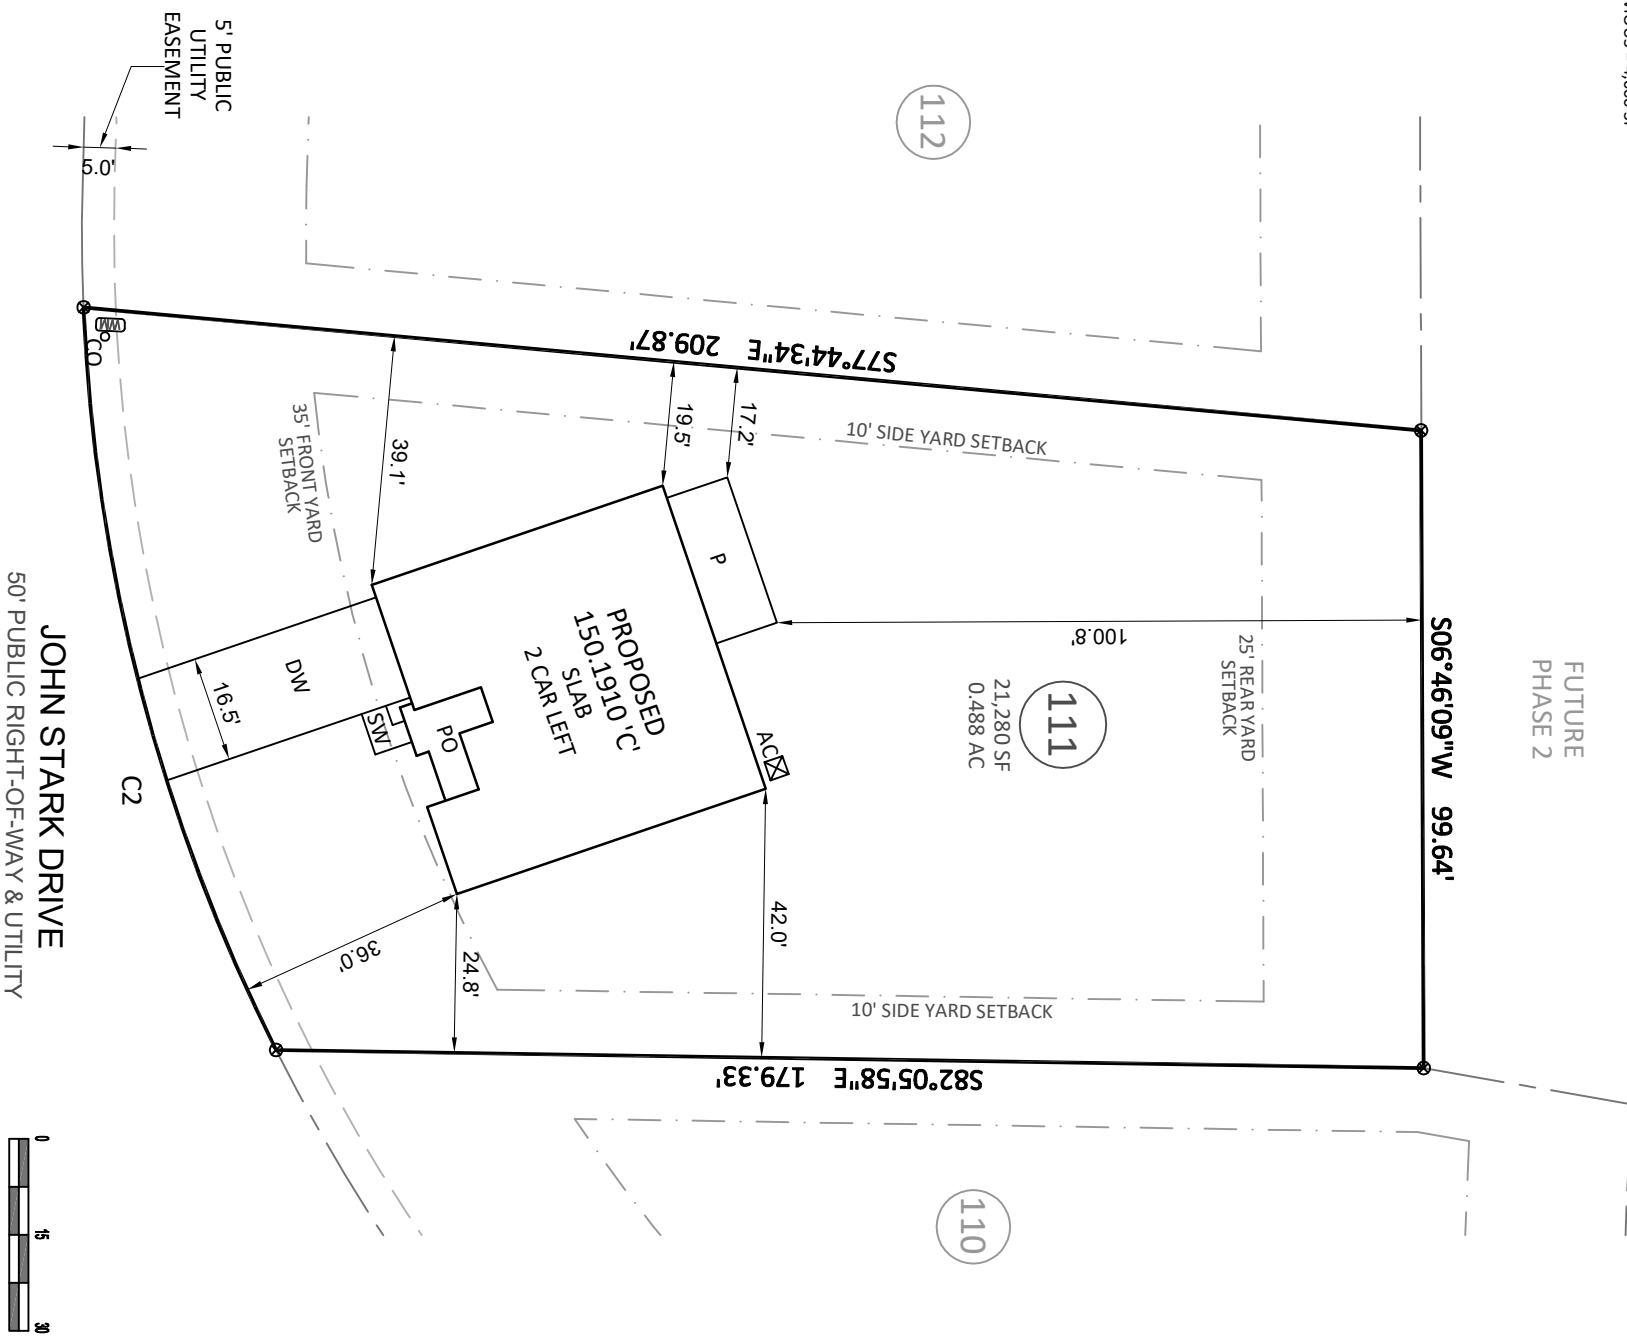 5' PUBLIC
UTILITY
EASEMENT
5.0'
112
FUTURE
PHASE 2
S77°44'34"E 209.87'
WM
CO
35' FRONT YARD
SETBACK
39.1'
19.5'
17.2'
10' SIDE YARD SETBACK
P
100.8'
S06°46'09"W 99.64'
25' REAR YARD
SETBACK
111
21,280 SF
0.488 AC
PROPOSED
150.1910 'C'
SLAB
2 CAR LEFT
AC
DW
16.5'
SW
PO
C2
JOHN STARK DRIVE
50' PUBLIC RIGHT-OF-WAY & UTILITY
36.0'
24.8'
42.0'
10' SIDE YARD SETBACK
S82°05'58"E 179.33'
110
0 15 30